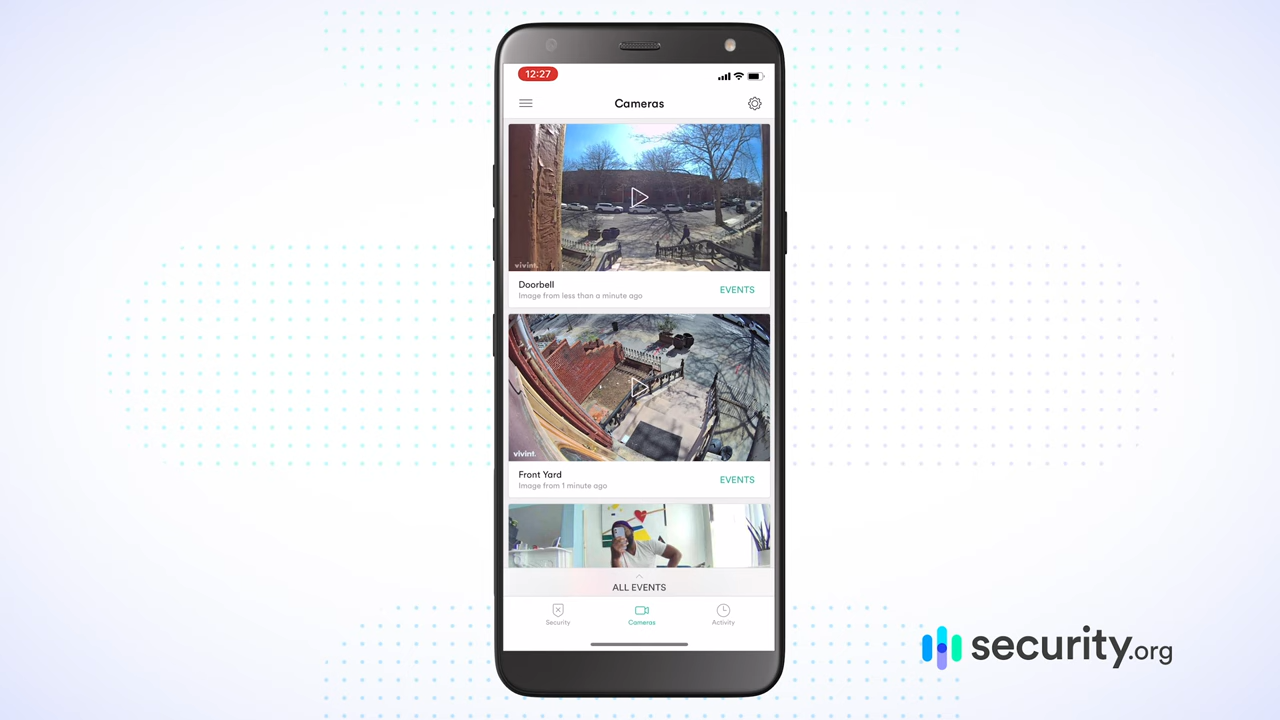 12:27
Cameras
vivint.
Doorbell
Image from less than a minute ago
EVENTS
vivint.
Front Yard
Image from 1 minute ago
EVENTS
ALL EVENTS
Security
Cameras
Activity
security.org